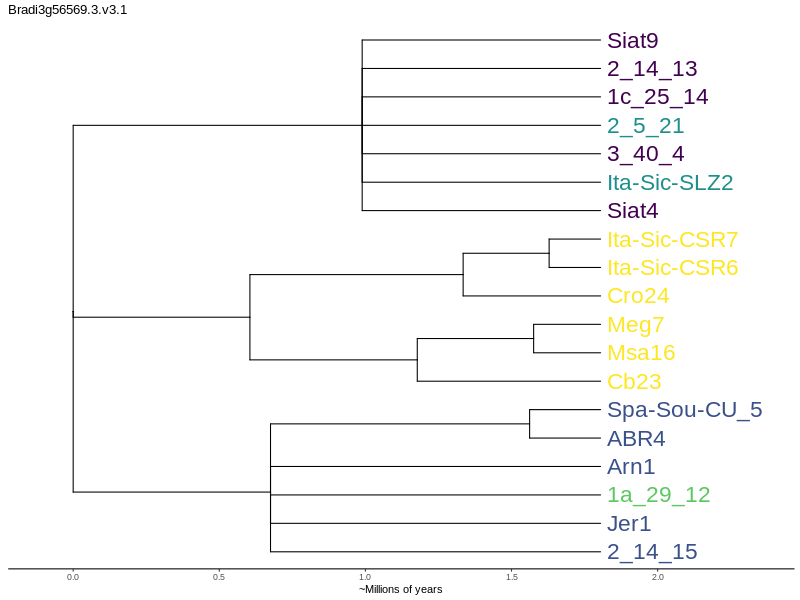 Bradi3g56569.3.v3.1
Siat9
2_14_13
1c_25_14
2_5_21
3_40_4
Ita-Sic-SLZ2
Siat4
Ita-Sic-CSR7
Ita-Sic-CSR6
Cro24
Meg7
Msa16
Cb23
Spa-Sou-CU_5
ABR4
Arn1
1a_29_12
Jer1
2_14_15
0.0 0.5 1.0 1.5 2.0
~Millions of years